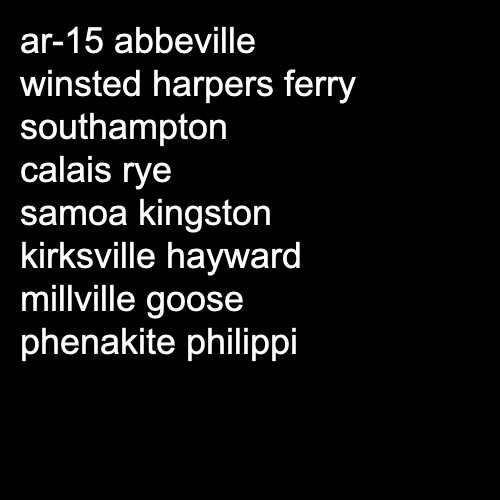 ar-15 abbeville
winsted harpers ferry
southampton
calais rye
samoa kingston
kirksville hayward
millville goose
phenakite philippi